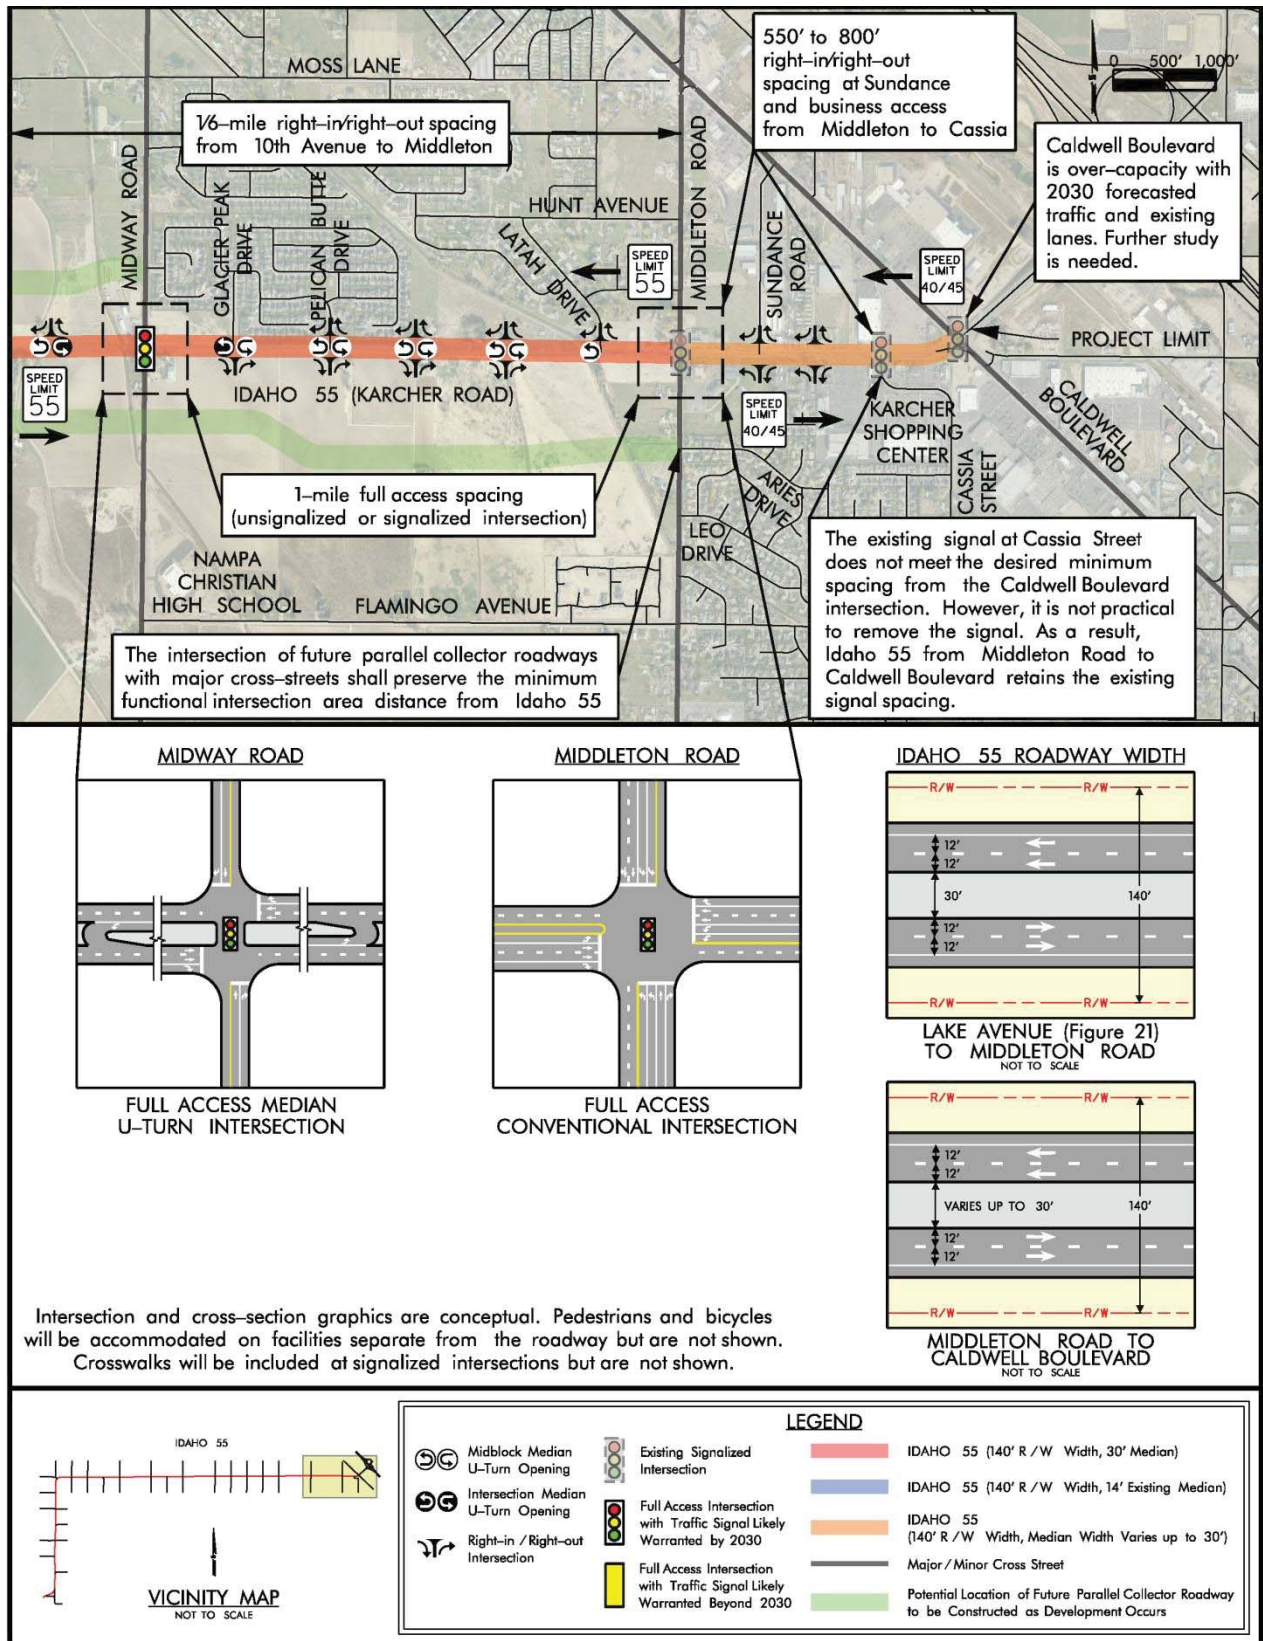 MOSS LANE
1/6–mile right–in/right–out spacing
from 10th Avenue to Middleton
550' to 800'
right–in/right–out
spacing at Sundance
and business access
from Middleton to Cassia
0 500' 1,000'
Caldwell Boulevard
is over–capacity with
2030 forecasted
traffic and existing
lanes. Further study
is needed.
MIDWAY ROAD
GLACIER PEAK
DRIVE
PELICAN BUTTE
DRIVE
HUNT AVENUE
LATAH DRIVE
SPEED
LIMIT
55
MIDDLETON ROAD
SUNDANCE
ROAD
SPEED
LIMIT
40/45
PROJECT LIMIT
SPEED
LIMIT
55
IDAHO 55 (KARCHER ROAD)
SPEED
LIMIT
40/45
KARCHER
SHOPPING
CENTER
CASSIA
STREET
CALDWELL
BOULEVARD
1–mile full access spacing
(unsignalized or signalized intersection)
ARIES
DRIVE
LEO
DRIVE
NAMPA
CHRISTIAN
HIGH SCHOOL
FLAMINGO AVENUE
The existing signal at Cassia Street
does not meet the desired minimum
spacing from the Caldwell Boulevard
intersection. However, it is not practical
to remove the signal. As a result,
Idaho 55 from Middleton Road to
Caldwell Boulevard retains the existing
signal spacing.
The intersection of future parallel collector roadways
with major cross–streets shall preserve the minimum
functional intersection area distance from Idaho 55
MIDWAY ROAD
FULL ACCESS MEDIAN
U–TURN INTERSECTION
MIDDLETON ROAD
FULL ACCESS
CONVENTIONAL INTERSECTION
IDAHO 55 ROADWAY WIDTH
R/W R/W
12'
12'
30' 140'
12'
12'
R/W R/W
LAKE AVENUE (Figure 21)
TO MIDDLETON ROAD
NOT TO SCALE
R/W R/W
12'
12'
VARIES UP TO 30' 140'
12'
12'
R/W R/W
MIDDLETON ROAD TO
CALDWELL BOULEVARD
NOT TO SCALE
Intersection and cross–section graphics are conceptual. Pedestrians and bicycles
will be accommodated on facilities separate from the roadway but are not shown.
Crosswalks will be included at signalized intersections but are not shown.
IDAHO 55
VICINITY MAP
NOT TO SCALE
LEGEND
Midblock Median
U–Turn Opening
Intersection Median
U–Turn Opening
Right–in / Right–out
Intersection
Existing Signalized
Intersection
Full Access Intersection
with Traffic Signal Likely
Warranted by 2030
Full Access Intersection
with Traffic Signal Likely
Warranted Beyond 2030
IDAHO 55 (140' R/W Width, 30' Median)
IDAHO 55 (140' R/W Width, 14' Existing Median)
IDAHO 55
(140' R/W Width, Median Width Varies up to 30')
Major/Minor Cross Street
Potential Location of Future Parallel Collector Roadway
to be Constructed as Development Occurs